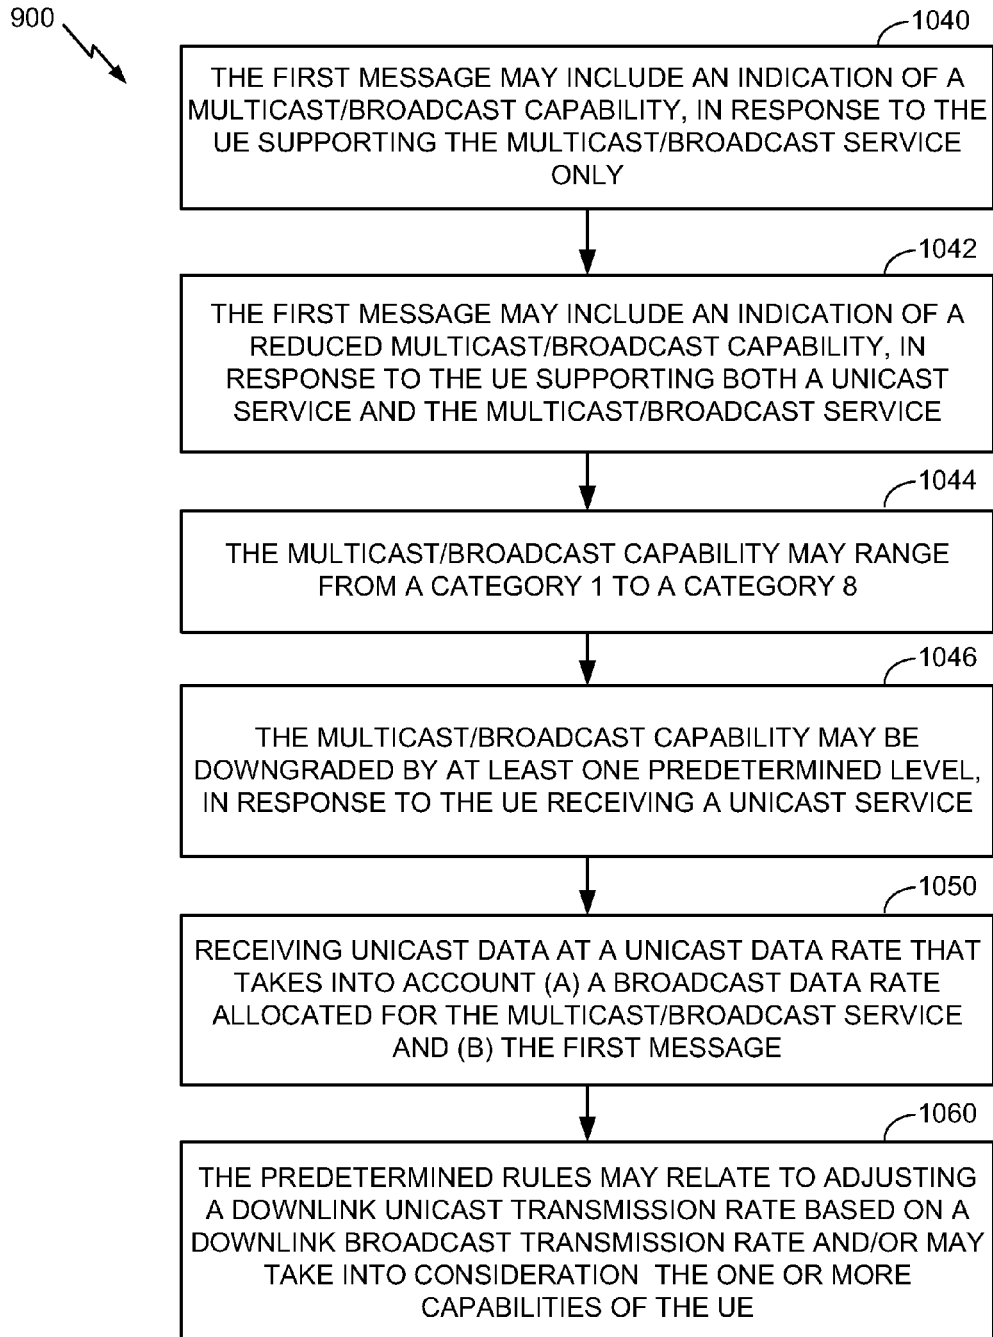 900
1040
THE FIRST MESSAGE MAY INCLUDE AN INDICATION OF A
MULTICAST/BROADCAST CAPABILITY, IN RESPONSE TO THE
UE SUPPORTING THE MULTICAST/BROADCAST SERVICE
ONLY
1042
THE FIRST MESSAGE MAY INCLUDE AN INDICATION OF A
REDUCED MULTICAST/BROADCAST CAPABILITY, IN
RESPONSE TO THE UE SUPPORTING BOTH A UNICAST
SERVICE AND THE MULTICAST/BROADCAST SERVICE
1044
THE MULTICAST/BROADCAST CAPABILITY MAY RANGE
FROM A CATEGORY 1 TO A CATEGORY 8
1046
THE MULTICAST/BROADCAST CAPABILITY MAY BE
DOWNGRADED BY AT LEAST ONE PREDETERMINED LEVEL,
IN RESPONSE TO THE UE RECEIVING A UNICAST SERVICE
1050
RECEIVING UNICAST DATA AT A UNICAST DATA RATE THAT
TAKES INTO ACCOUNT (A) A BROADCAST DATA RATE
ALLOCATED FOR THE MULTICAST/BROADCAST SERVICE
AND (B) THE FIRST MESSAGE
1060
THE PREDETERMINED RULES MAY RELATE TO ADJUSTING
A DOWNLINK UNICAST TRANSMISSION RATE BASED ON A
DOWNLINK BROADCAST TRANSMISSION RATE AND/OR MAY
TAKE INTO CONSIDERATION THE ONE OR MORE
CAPABILITIES OF THE UE